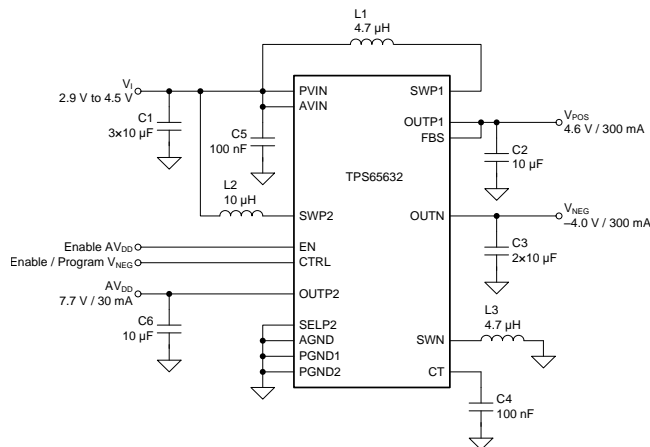 L1
4.7 µH
VI
2.9 V to 4.5 V
C1
3×10 µF
PVIN
AVIN
SWP1
C5
100 nF
OUTP1
FBS
VPOS
4.6 V / 300 mA
C2
10 µF
TPS65632
L2
10 µH
SWP2
OUTN
VNEG
–4.0 V / 300 mA
Enable AVDD
EN
Enable / Program VNEG
CTRL
C3
2×10 µF
AVDD
7.7 V / 30 mA
OUTP2
C6
10 µF
SELP2
AGND
PGND1
PGND2
L3
4.7 µH
SWN
CT
C4
100 nF